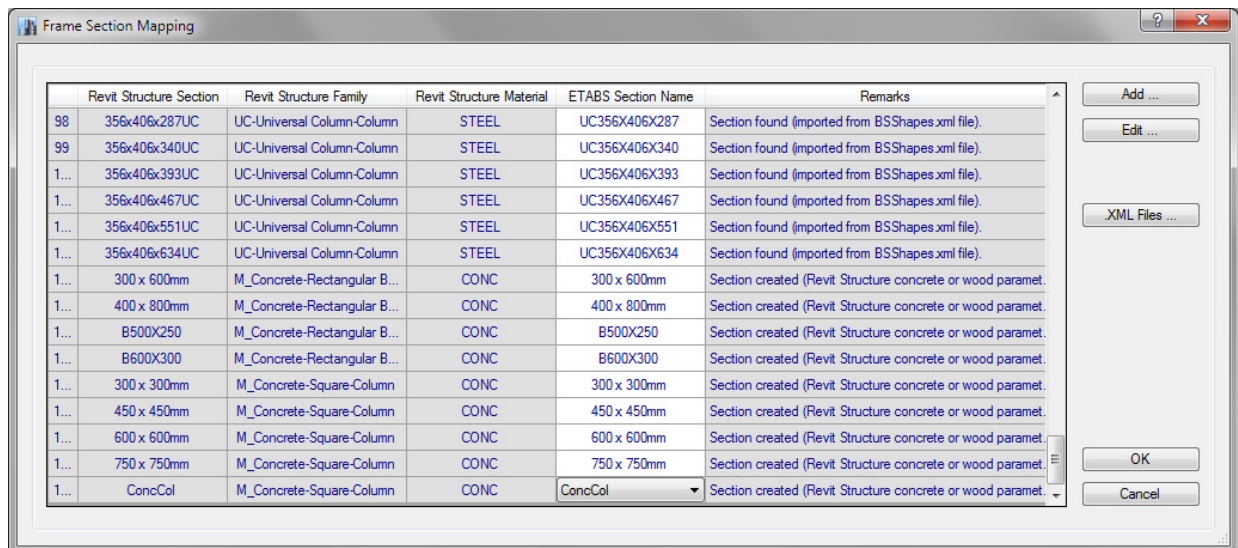 Frame Section Mapping
Revit Structure Section Revit Structure Family Revit Structure Material ETABS Section Name Remarks
98 356x406x287UC UC-Universal Column-Column STEEL UC356X406X287 Section found (imported from BSShapes.xml file).
99 356x406x340UC UC-Universal Column-Column STEEL UC356X406X340 Section found (imported from BSShapes.xml file).
1... 356x406x393UC UC-Universal Column-Column STEEL UC356X406X393 Section found (imported from BSShapes.xml file).
1... 356x406x467UC UC-Universal Column-Column STEEL UC356X406X467 Section found (imported from BSShapes.xml file).
1... 356x406x551UC UC-Universal Column-Column STEEL UC356X406X551 Section found (imported from BSShapes.xml file).
1... 356x406x634UC UC-Universal Column-Column STEEL UC356X406X634 Section found (imported from BSShapes.xml file).
1... 300 x 600mm M_Concrete-Rectangular B... CONC 300 x 600mm Section created (Revit Structure concrete or wood paramet.
1... 400 x 800mm M_Concrete-Rectangular B... CONC 400 x 800mm Section created (Revit Structure concrete or wood paramet.
1... B500X250 M_Concrete-Rectangular B... CONC B500X250 Section created (Revit Structure concrete or wood paramet.
1... B600X300 M_Concrete-Rectangular B... CONC B600X300 Section created (Revit Structure concrete or wood paramet.
1... 300 x 300mm M_Concrete-Square-Column CONC 300 x 300mm Section created (Revit Structure concrete or wood paramet.
1... 450 x 450mm M_Concrete-Square-Column CONC 450 x 450mm Section created (Revit Structure concrete or wood paramet.
1... 600 x 600mm M_Concrete-Square-Column CONC 600 x 600mm Section created (Revit Structure concrete or wood paramet.
1... 750 x 750mm M_Concrete-Square-Column CONC 750 x 750mm Section created (Revit Structure concrete or wood paramet.
1... ConcCol M_Concrete-Square-Column CONC ConcCol Section created (Revit Structure concrete or wood paramet.
Add ...
Edit ...
.XML Files ...
OK
Cancel